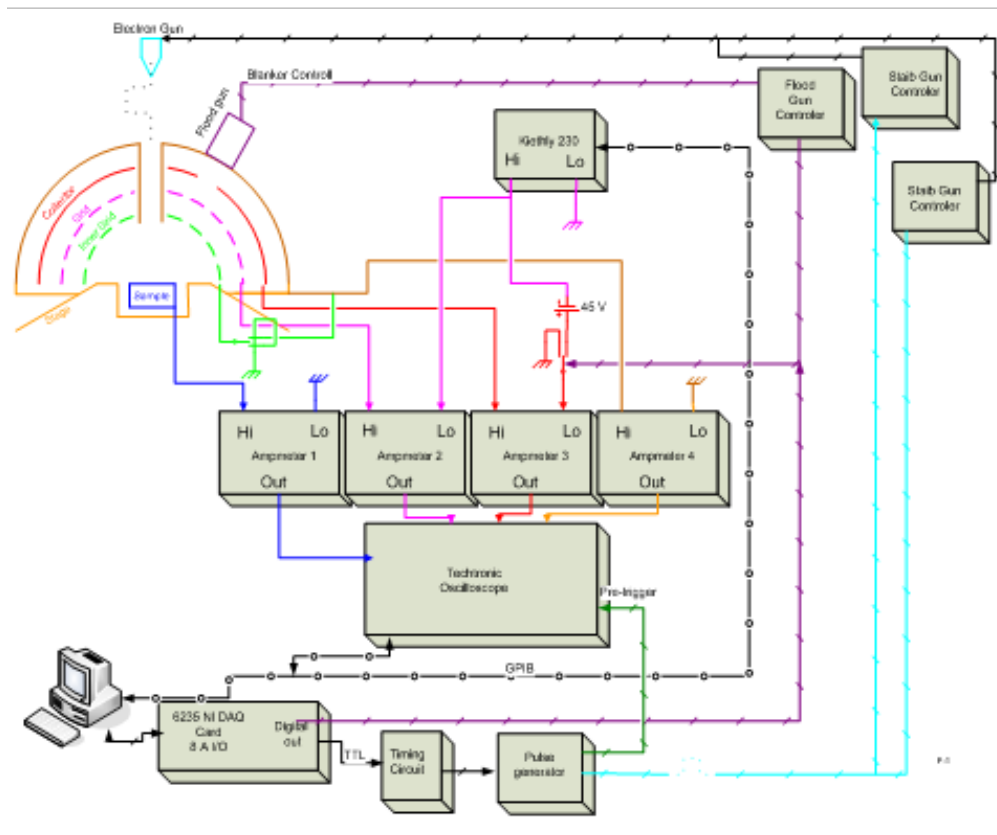 Electron Gun
Blanker Controll
Flood gun
Flood
Gun
Controler
Staib Gun
Controler
Staib Gun
Controler
Kiethly 230
Hi
Lo
Collector
Grid
Inner Grid
Sample
Stage
45 V
Hi
Lo
Ampmeter 1
Out
Hi
Lo
Ampmeter 2
Out
Hi
Lo
Ampmeter 3
Out
Hi
Lo
Ampmeter 4
Out
Techtronic
Oscilloscope
Pre-trigger
GPIB
6235 NI DAQ
Card
8 A I/O
Digital
out
TTL
Timing
Circuit
Pulse
generator